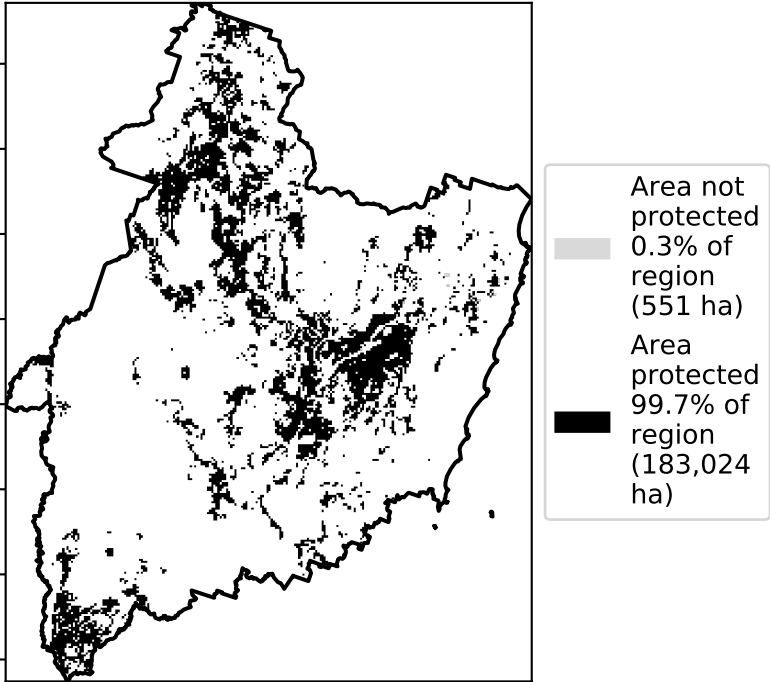 Area not
protected
0.3% of
region
(551 ha)
Area
protected
99.7% of
region
(183,024
ha)